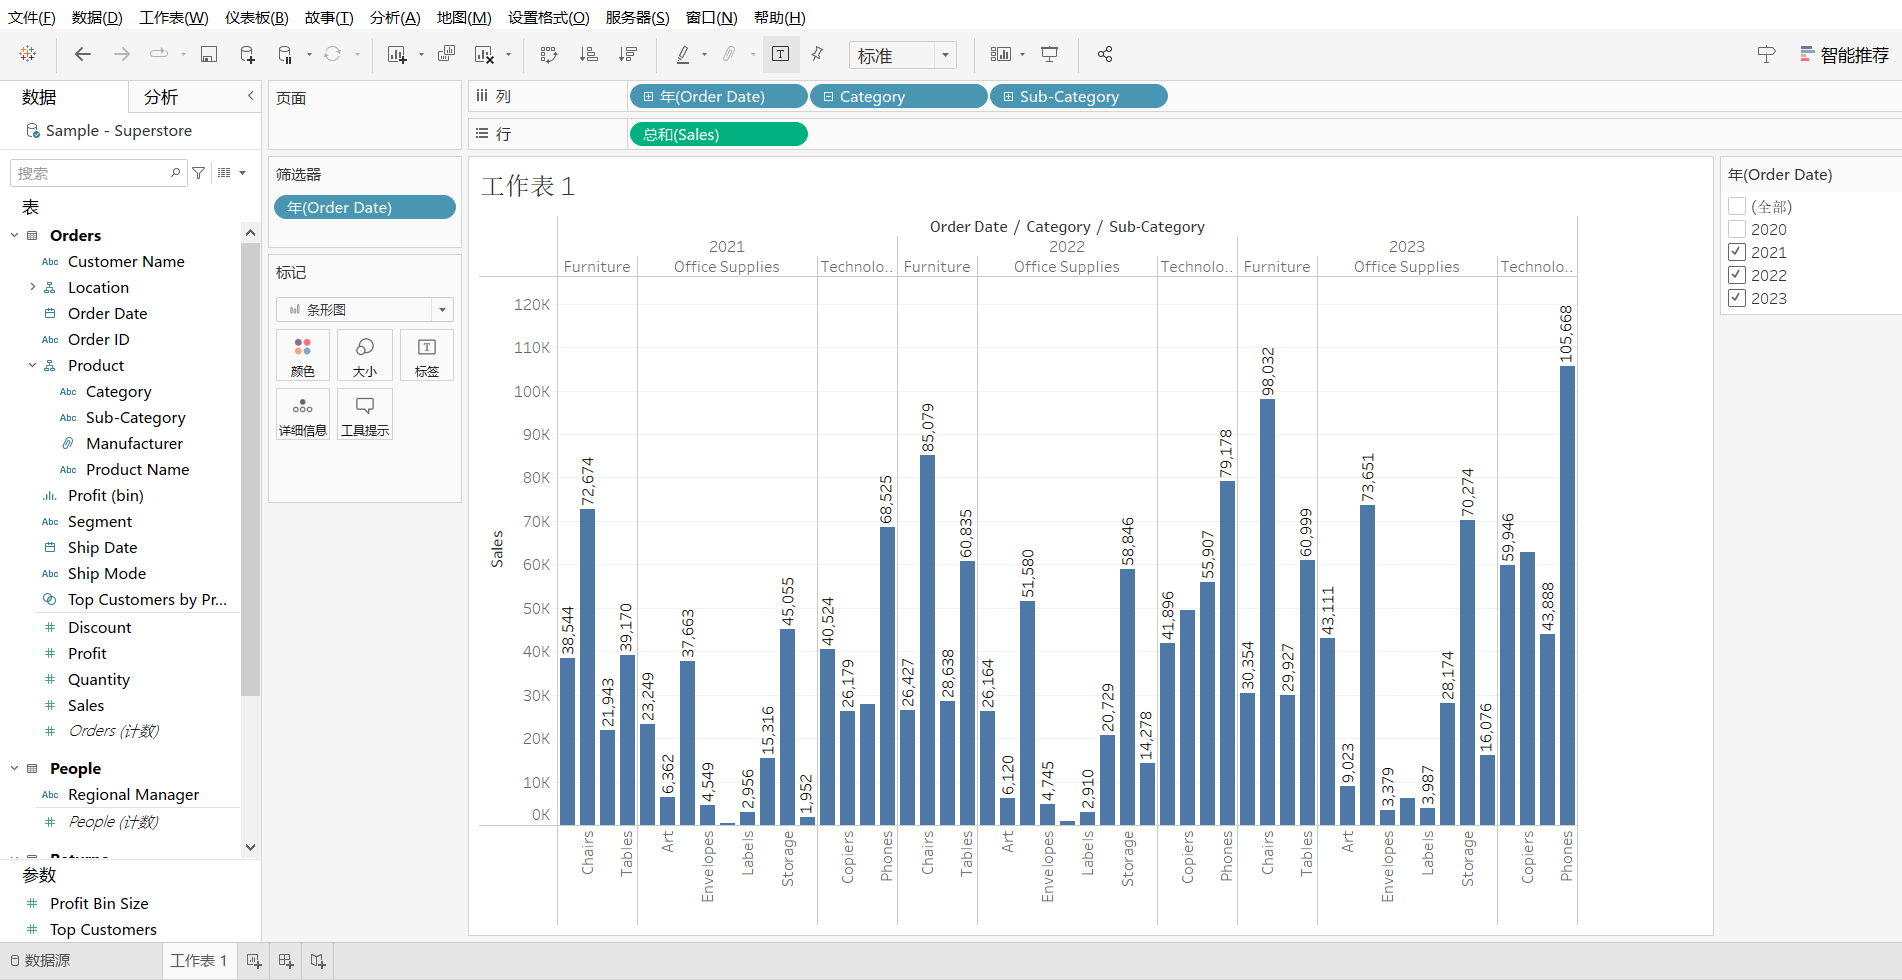 文件(F) 数据(D) 工作表(W) 仪表板(B) 故事(T) 分析(A) 地图(M) 设置格式(O) 服务器(S) 窗口(N) 帮助(H)
标准
智能推荐
数据 分析
Sample - Superstore
搜索
表
Orders
Abc Customer Name
Location
Order Date
Abc Order ID
Product
Abc Category
Abc Sub-Category
Manufacturer
Abc Product Name
Profit (bin)
Abc Segment
Ship Date
Abc Ship Mode
Top Customers by Pr...
# Discount
# Profit
# Quantity
# Sales
# Orders (计数)
People
Abc Regional Manager
# People (计数)
Returns
参数
# Profit Bin Size
# Top Customers
页面
筛选器
年(Order Date)
标记
条形图
颜色 大小 标签
详细信息 工具提示
列 年(Order Date) Category Sub-Category
行 总和(Sales)
工作表 1
Order Date / Category / Sub-Category
2021 2022 2023
Furniture Office Supplies Technolo.. Furniture Office Supplies Technolo.. Furniture Office Supplies Technolo..
Sales
120K
110K
100K
90K
80K
70K
60K
50K
40K
30K
20K
10K
0K
38,544 72,674 21,943 39,170 23,249 6,362 37,663 4,549 2,956 15,316 45,055 1,952 40,524 26,179 68,525
26,427 85,079 28,638 60,835 26,164 6,120 51,580 4,745 2,910 20,729 58,846 14,278 41,896 55,907 79,178
30,354 98,032 29,927 60,999 43,111 9,023 73,651 3,379 3,987 28,174 70,274 16,076 59,946 43,888 105,668
Chairs Tables Art Envelopes Labels Storage Copiers Phones Chairs Tables Art Envelopes Labels Storage Copiers Phones Chairs Tables Art Envelopes Labels Storage Copiers Phones
年(Order Date)
(全部)
2020
2021
2022
2023
数据源 工作表 1